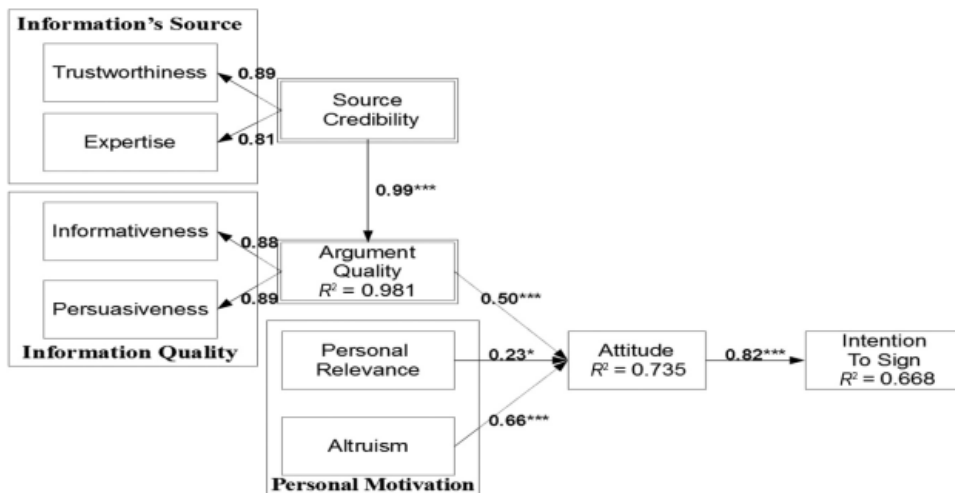 Information's Source
Trustworthiness
0.89
Expertise
0.81
Source
Credibility
0.99***
Informativeness
0.88
Persuasiveness
0.89
Information Quality
Argument
Quality
R² = 0.981
0.50***
Personal
Relevance
0.23*
Altruism
0.66***
Personal Motivation
Attitude
R² = 0.735
0.82***
Intention
To Sign
R² = 0.668